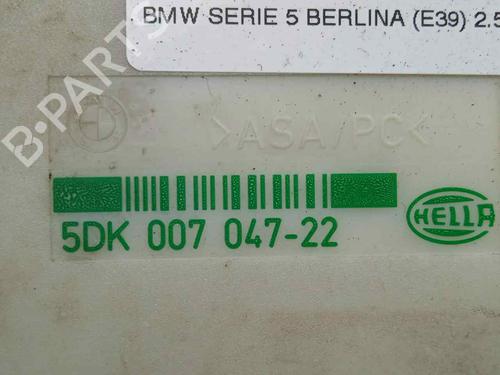 BMW SERIE 5 BERLINA (E39) 2.5
>ASA/PC<
5DK 007 047-22
HELLA
B-PARTS